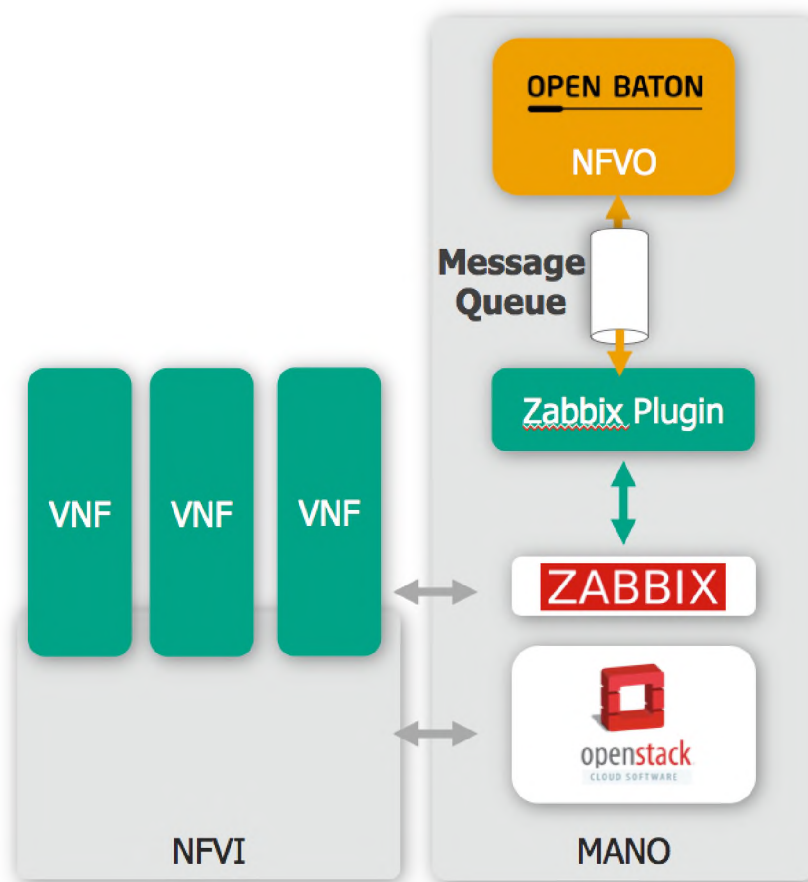 OPEN BATON
NFVO
Message
Queue
Zabbix Plugin
VNF
VNF
VNF
ZABBIX
openstack
CLOUD SOFTWARE
NFVI
MANO